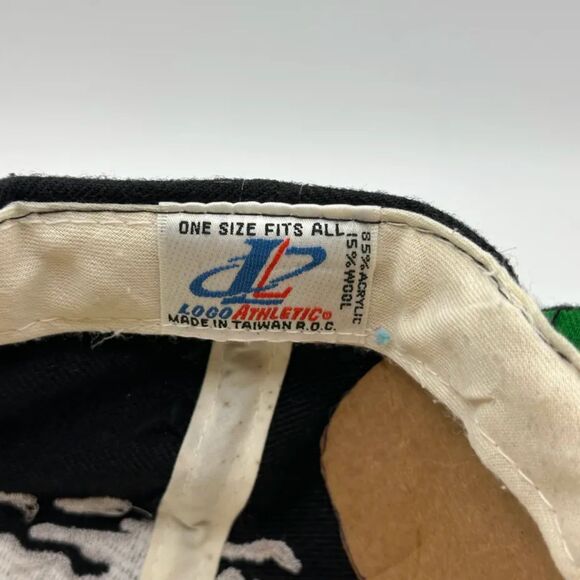 ONE SIZE FITS ALL
LOGO ATHLETIC®
MADE IN TAIWAN R.O.C.
85% ACRYLIC
15% WOOL